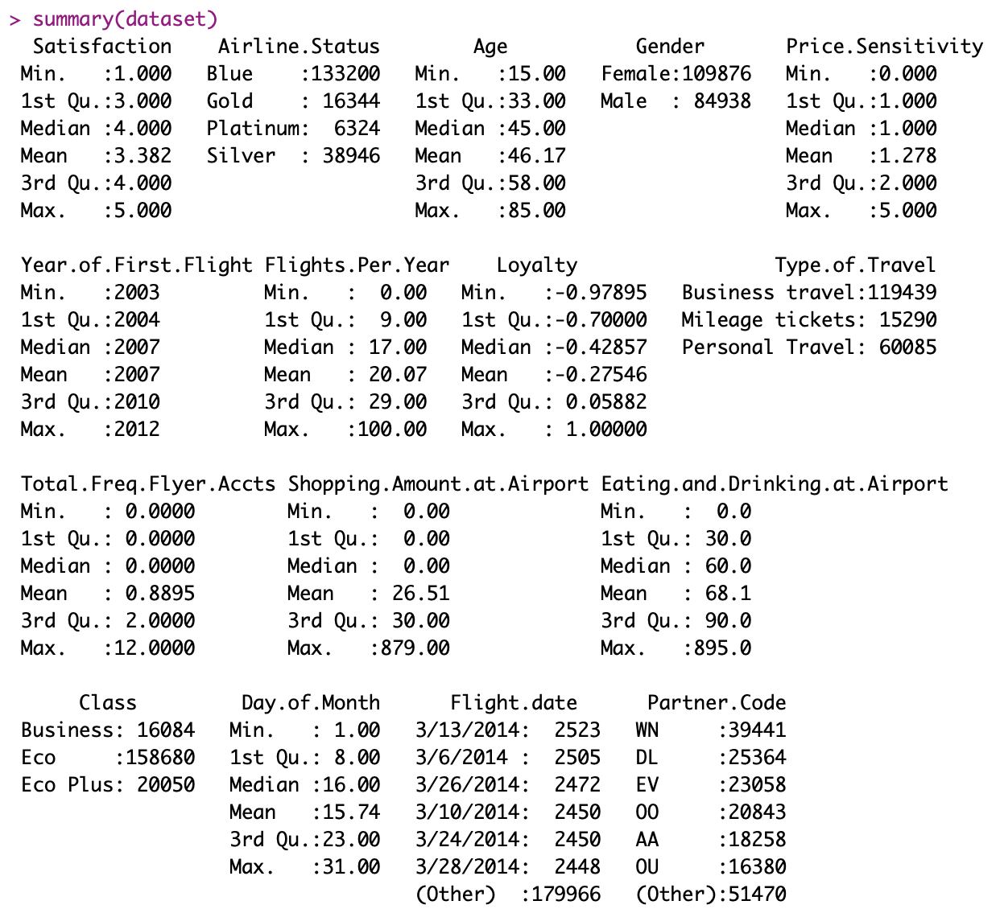 > summary(dataset)
Satisfaction Airline.Status Age Gender Price.Sensitivity
Min. :1.000 Blue :133200 Min. :15.00 Female:109876 Min. :0.000
1st Qu.:3.000 Gold : 16344 1st Qu.:33.00 Male : 84938 1st Qu.:1.000
Median :4.000 Platinum: 6324 Median :45.00 Median :1.000
Mean :3.382 Silver : 38946 Mean :46.17 Mean :1.278
3rd Qu.:4.000 3rd Qu.:58.00 3rd Qu.:2.000
Max. :5.000 Max. :85.00 Max. :5.000
Year.of.First.Flight Flights.Per.Year Loyalty Type.of.Travel
Min. :2003 Min. : 0.00 Min. :-0.97895 Business travel:119439
1st Qu.:2004 1st Qu.: 9.00 1st Qu.:-0.70000 Mileage tickets: 15290
Median :2007 Median : 17.00 Median :-0.42857 Personal Travel: 60085
Mean :2007 Mean : 20.07 Mean :-0.27546
3rd Qu.:2010 3rd Qu.: 29.00 3rd Qu.: 0.05882
Max. :2012 Max. :100.00 Max. : 1.00000
Total.Freq.Flyer.Accts Shopping.Amount.at.Airport Eating.and.Drinking.at.Airport
Min. : 0.0000 Min. : 0.00 Min. : 0.0
1st Qu.: 0.0000 1st Qu.: 0.00 1st Qu.: 30.0
Median : 0.0000 Median : 0.00 Median : 60.0
Mean : 0.8895 Mean : 26.51 Mean : 68.1
3rd Qu.: 2.0000 3rd Qu.: 30.00 3rd Qu.: 90.0
Max. :12.0000 Max. :879.00 Max. :895.0
Class Day.of.Month Flight.date Partner.Code
Business: 16084 Min. : 1.00 3/13/2014: 2523 WN :39441
Eco :158680 1st Qu.: 8.00 3/6/2014 : 2505 DL :25364
Eco Plus: 20050 Median :16.00 3/26/2014: 2472 EV :23058
Mean :15.74 3/10/2014: 2450 OO :20843
3rd Qu.:23.00 3/24/2014: 2450 AA :18258
Max. :31.00 3/28/2014: 2448 OU :16380
(Other) :179966 (Other):51470